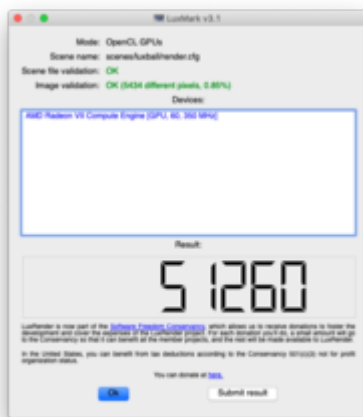 LuxMark v3.1
Mode: OpenCL GPUs
Scene name: scenes/luxball/render.cfg
Scene file validation: OK
Image validation: OK (5434 different pixels, 0.85%)
Devices:
AMD Radeon VII Compute Engine [GPU, 60, 350 MHz]
Result:
51260
LuxRender is now part of the Software Freedom Conservancy, which allows us to receive donations to foster the
development and cover the expenses of the LuxRender project. For each donation you'll do, a small amount will go
to the Conservancy so that it can benefit all the member projects, and the rest will be made available to LuxRender.
In the United States, you can benefit from tax deductions according to the Conservancy 501(c)(3) not for profit
organization status.
You can donate at here.
Ok
Submit result